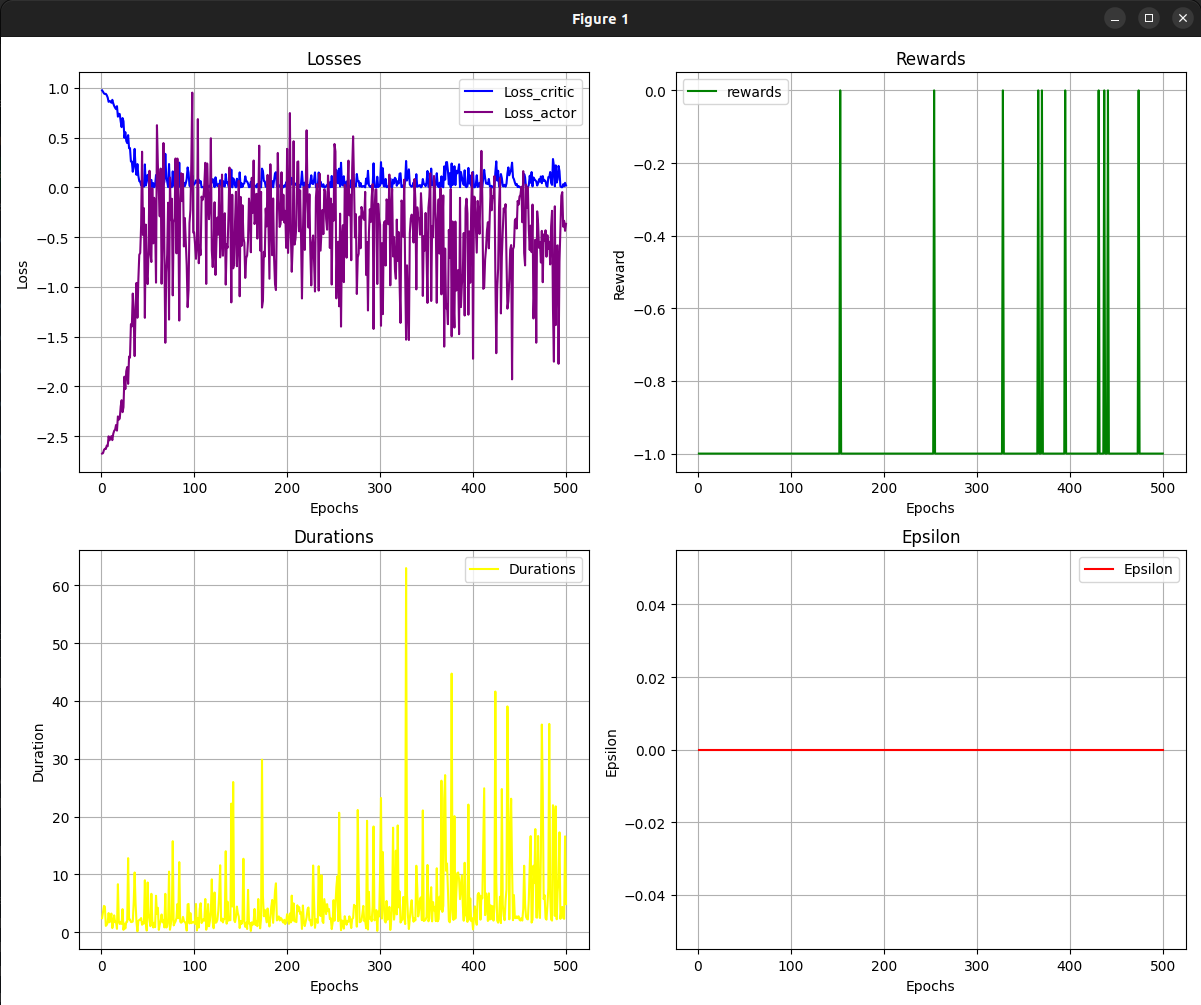 Figure 1
Losses
Loss_critic
Loss_actor
1.0
0.5
0.0
−0.5
−1.0
−1.5
−2.0
−2.5
Loss
0 100 200 300 400 500
Epochs
Rewards
rewards
0.0
−0.2
−0.4
−0.6
−0.8
−1.0
Reward
0 100 200 300 400 500
Epochs
Durations
Durations
60
50
40
30
20
10
0
Duration
0 100 200 300 400 500
Epochs
Epsilon
Epsilon
0.04
0.02
0.00
−0.02
−0.04
Epsilon
0 100 200 300 400 500
Epochs